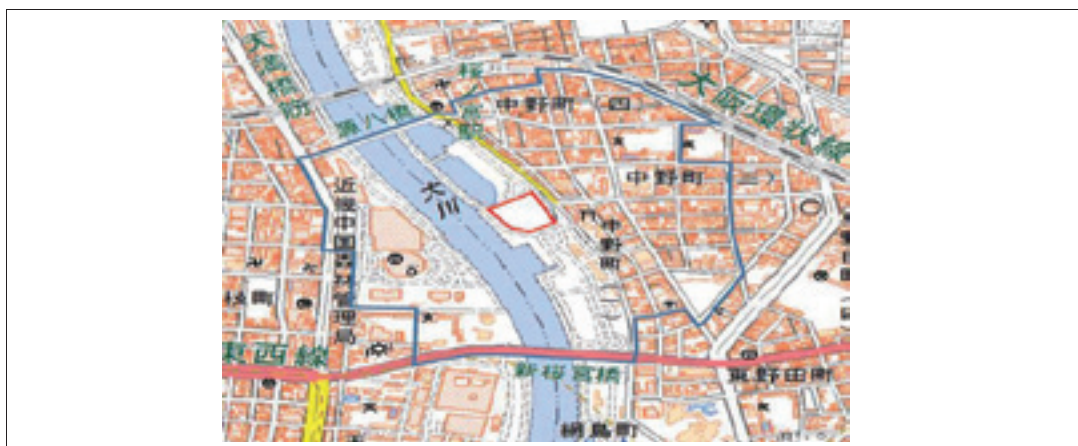 天満橋筋
源八橋
桜ノ宮駅
中野町（四）
大阪環状線
中野町（三）
大川
近畿中国森林管理局
中野町（二）
東西線
新桜宮橋
東野田町
網島町